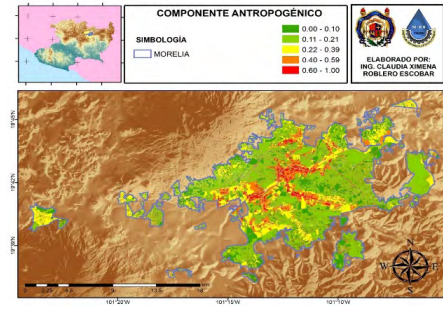 COMPONENTE ANTROPOGÉNICO
SIMBOLOGÍA
MORELIA
0.00 - 0.10
0.11 - 0.21
0.22 - 0.39
0.40 - 0.59
0.60 - 1.00
ELABORADO POR:
ING. CLAUDIA XIMENA
ROBLERO ESCOBAR
N
W
E
S
101°20'W
101°15'W
101°10'W